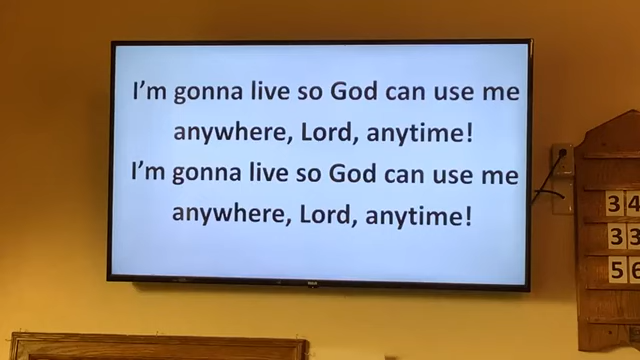 I'm gonna live so God can use me
anywhere, Lord, anytime!
I'm gonna live so God can use me
anywhere, Lord, anytime!
RCA
34
33
56